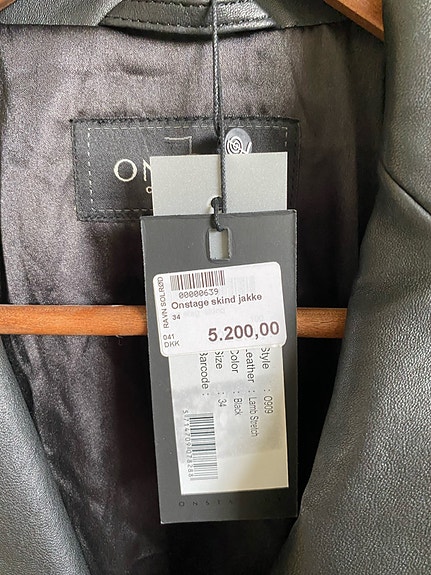 ON
RAVN SOLRØD
00000639
Onstage skind jakke
34
041
DKK
5.200,00
Style : O909
Leather : Lamb Stretch
Color : Black
Size : 34
Barcode :